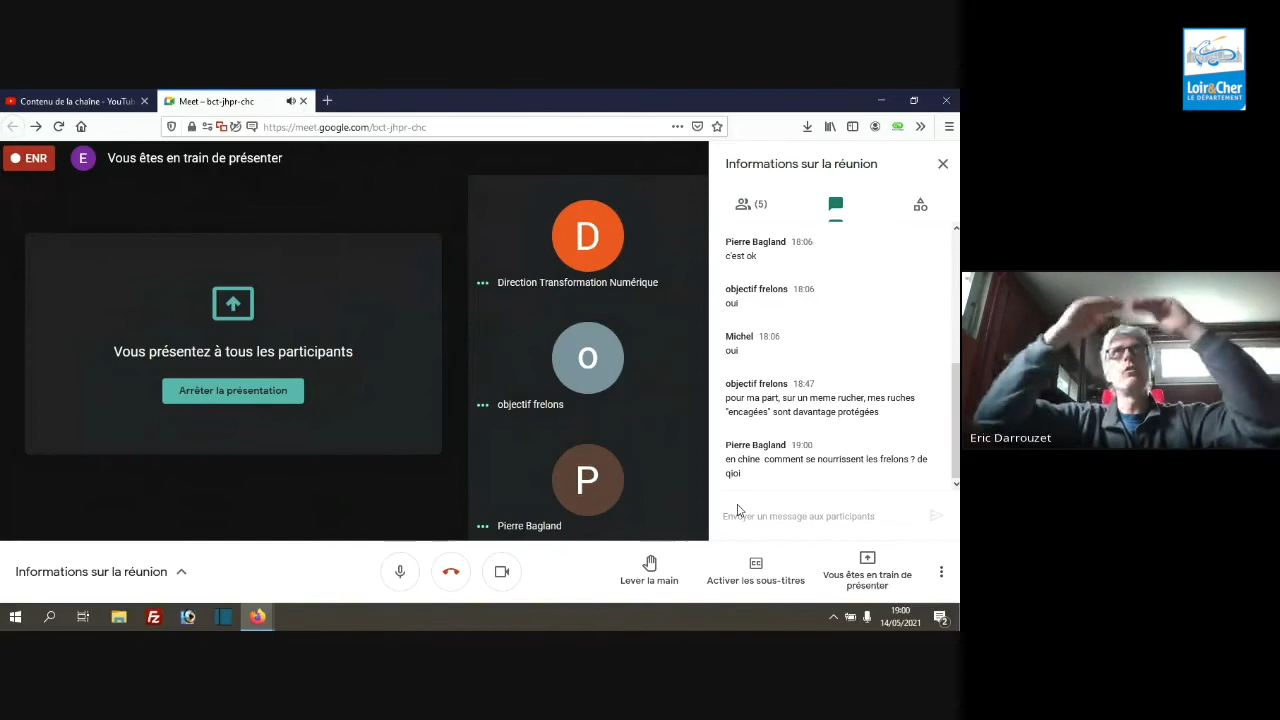 Contenu de la chaîne - YouTub
Meet – bct-jhpr-chc
https://meet.google.com/bct-jhpr-chc
ENR
E
Vous êtes en train de présenter
Vous présentez à tous les participants
Arrêter la présentation
D
Direction Transformation Numérique
o
objectif frelons
P
Pierre Bagland
Informations sur la réunion
(5)
Pierre Bagland 18:06
c'est ok
objectif frelons 18:06
oui
Michel 18:06
oui
objectif frelons 18:47
pour ma part, sur un meme rucher, mes ruches
"encagées" sont davantage protégées
Pierre Bagland 19:00
en chine comment se nourrissent les frelons ? de
qioi
Envoyer un message aux participants
Informations sur la réunion
Lever la main
Activer les sous-titres
Vous êtes en train de
présenter
Fz
19:00
14/05/2021
2
Loir&Cher
LE DÉPARTEMENT
Eric Darrouzet